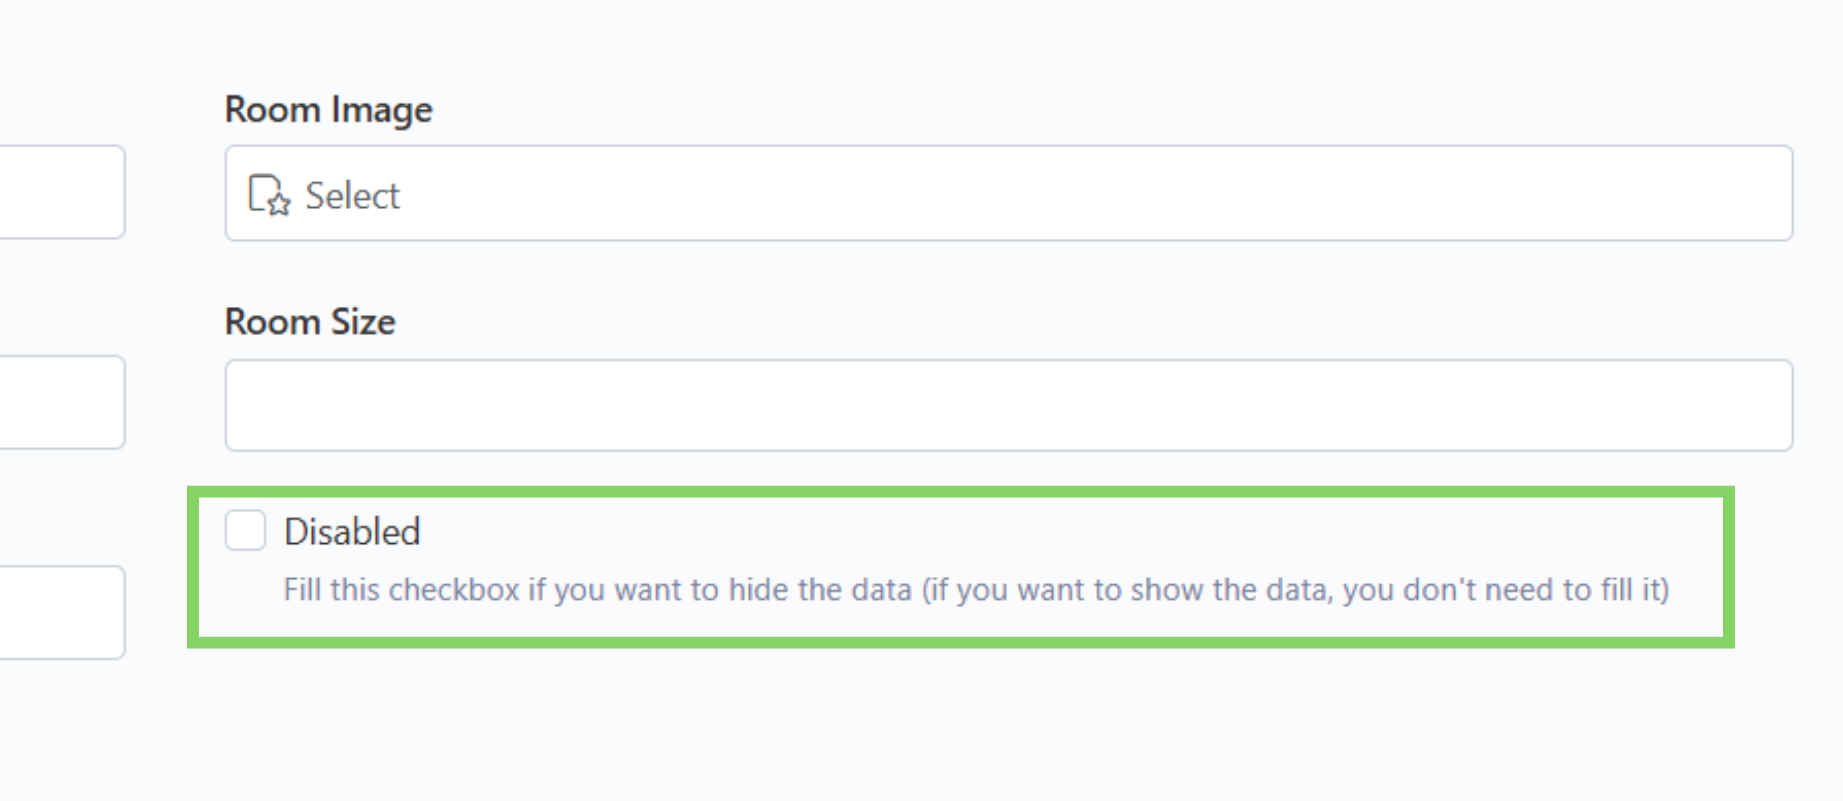 Room Image
Select
Room Size
Disabled
Fill this checkbox if you want to hide the data (if you want to show the data, you don't need to fill it)